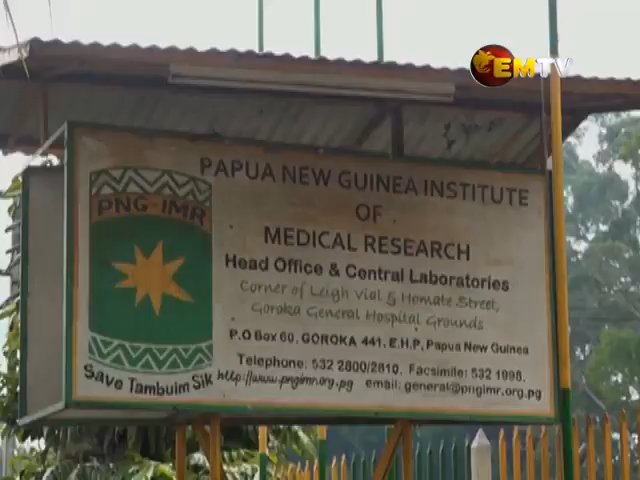 EMTV
PAPUA NEW GUINEA INSTITUTE
OF
MEDICAL RESEARCH
Head Office & Central Laboratories
Corner of Leigh Vial & Homate Street,
Goroka General Hospital Grounds
P.O Box 60, GOROKA 441, E.H.P, Papua New Guinea
Telephone: 532 2800/2810. Facsimile: 532 1998.
http://www.pngimr.org.pg email: general@pngimr.org.pg
PNG IMR
Save Tambuim Sik